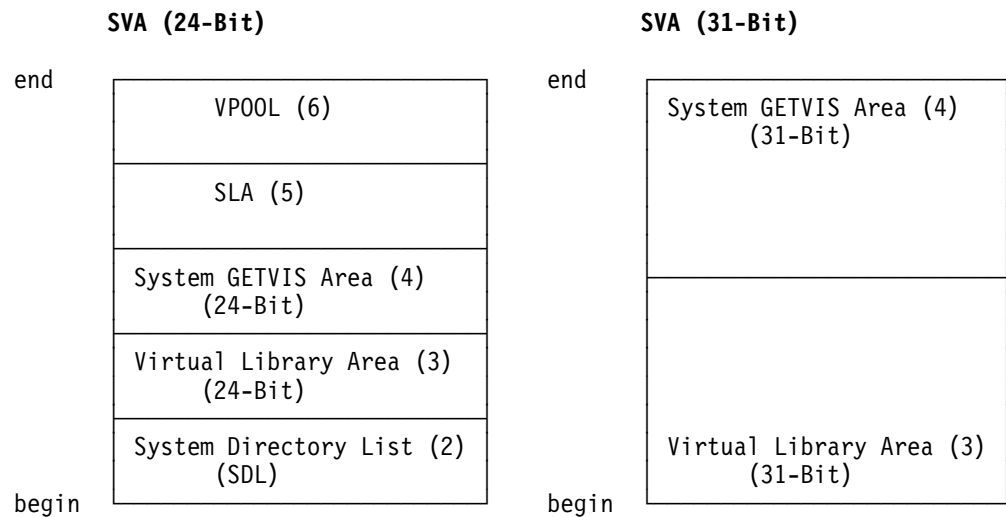 SVA (24-Bit)
end
VPOOL (6)
SLA (5)
System GETVIS Area (4)
(24-Bit)
Virtual Library Area (3)
(24-Bit)
System Directory List (2)
(SDL)
begin
SVA (31-Bit)
end
System GETVIS Area (4)
(31-Bit)
Virtual Library Area (3)
(31-Bit)
begin